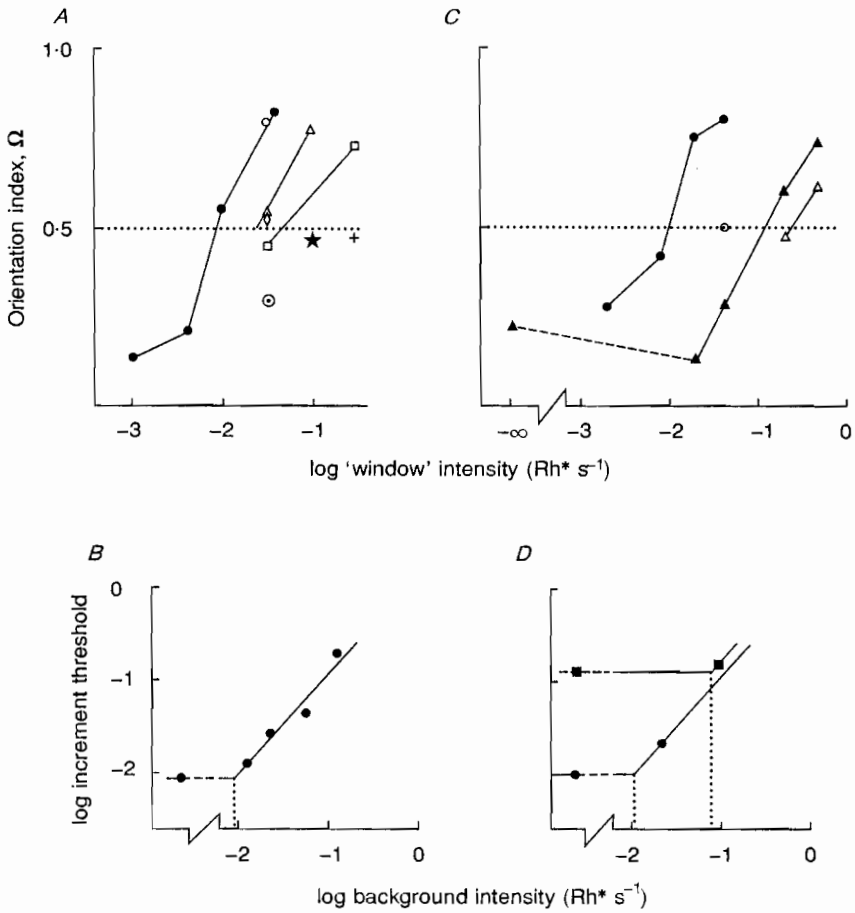 A
C
1·0
0·5
Orientation index, Ω
−3 −2 −1
−∞ −3 −2 −1 0
log 'window' intensity (Rh* s⁻¹)
B
D
0
−1
−2
log increment threshold
−2 −1 0
−2 −1 0
log background intensity (Rh* s⁻¹)